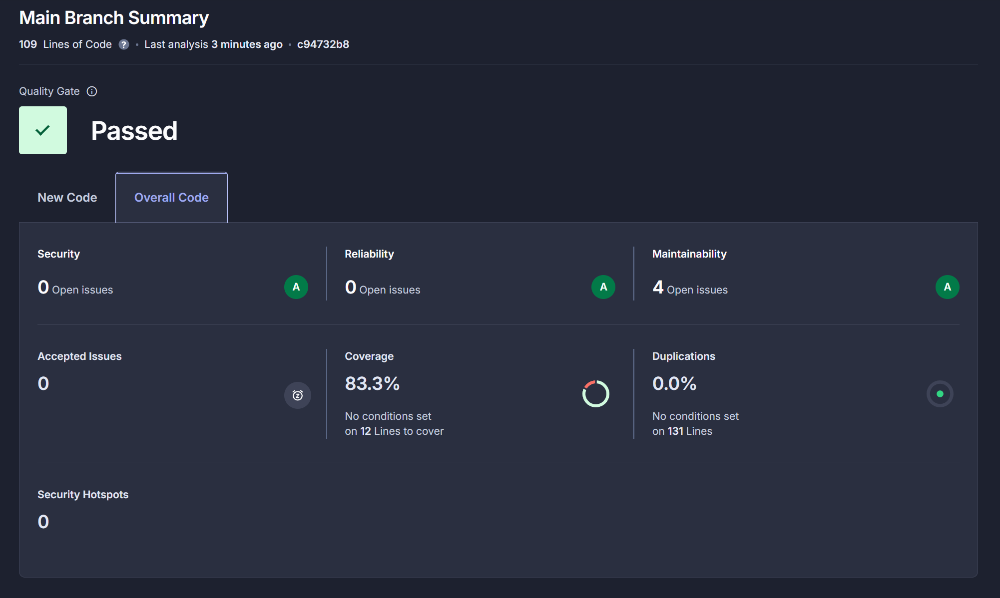 Main Branch Summary
109 Lines of Code ? • Last analysis 3 minutes ago • c94732b8
Quality Gate
Passed
New Code
Overall Code
Security
0 Open issues
A
Reliability
0 Open issues
A
Maintainability
4 Open issues
A
Accepted Issues
0
Coverage
83.3%
No conditions set
on 12 Lines to cover
Duplications
0.0%
No conditions set
on 131 Lines
Security Hotspots
0